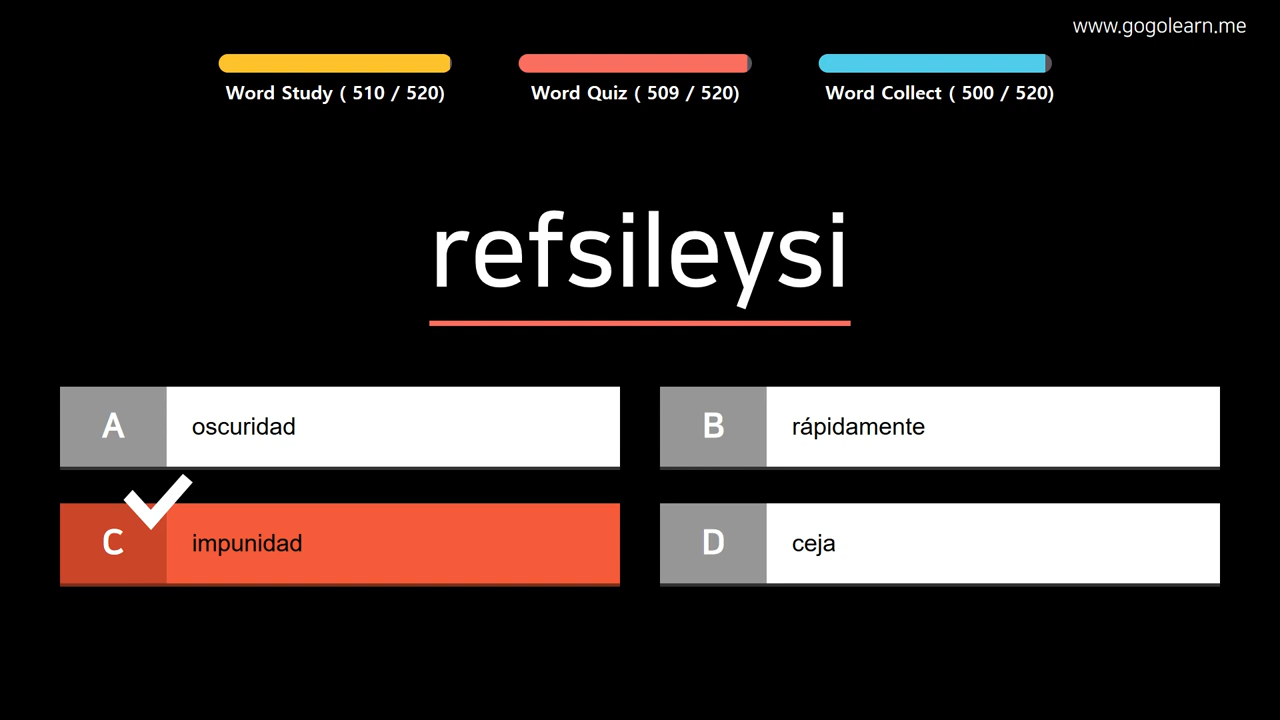 www.gogolearn.me
Word Study ( 510 / 520)
Word Quiz ( 509 / 520)
Word Collect ( 500 / 520)
refsileysi
A
oscuridad
B
rápidamente
C
impunidad
D
ceja